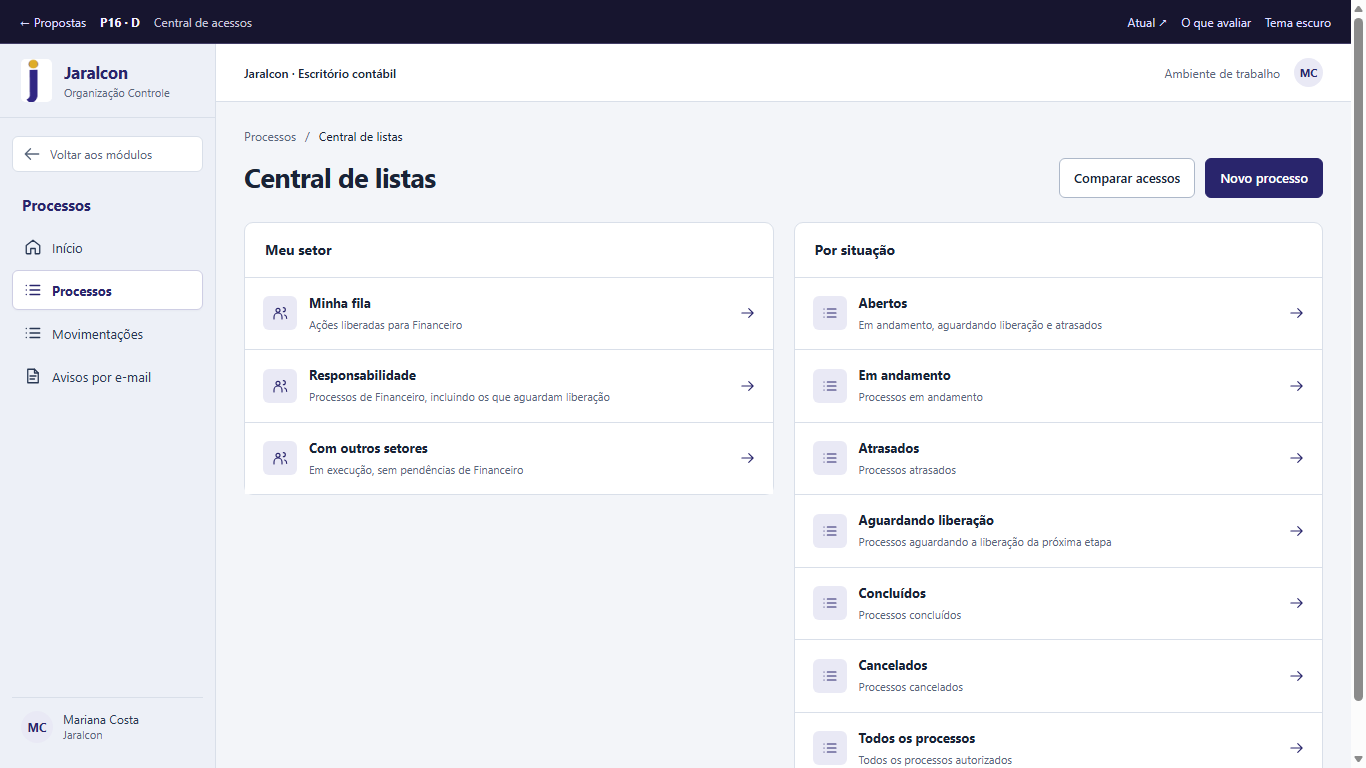 ← Propostas P16 · D Central de acessos
Atual ↗ O que avaliar Tema escuro
j
Jaralcon
Organização Controle
Jaralcon · Escritório contábil
Ambiente de trabalho MC
Voltar aos módulos
Processos
Início
Processos
Movimentações
Avisos por e-mail
MC
Mariana Costa
Jaralcon
Processos / Central de listas
Central de listas
Comparar acessos
Novo processo
Meu setor
Minha fila
Ações liberadas para Financeiro
Responsabilidade
Processos de Financeiro, incluindo os que aguardam liberação
Com outros setores
Em execução, sem pendências de Financeiro
Por situação
Abertos
Em andamento, aguardando liberação e atrasados
Em andamento
Processos em andamento
Atrasados
Processos atrasados
Aguardando liberação
Processos aguardando a liberação da próxima etapa
Concluídos
Processos concluídos
Cancelados
Processos cancelados
Todos os processos
Todos os processos autorizados